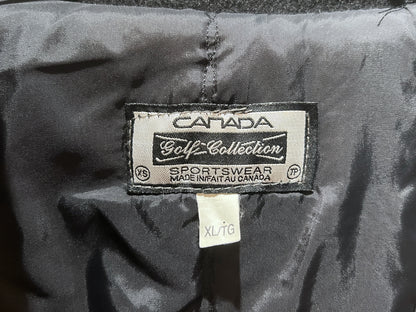 CANADA
Golf Collection
XS SPORTSWEAR TP
MADE IN/FAIT AU CANADA
XL/TG